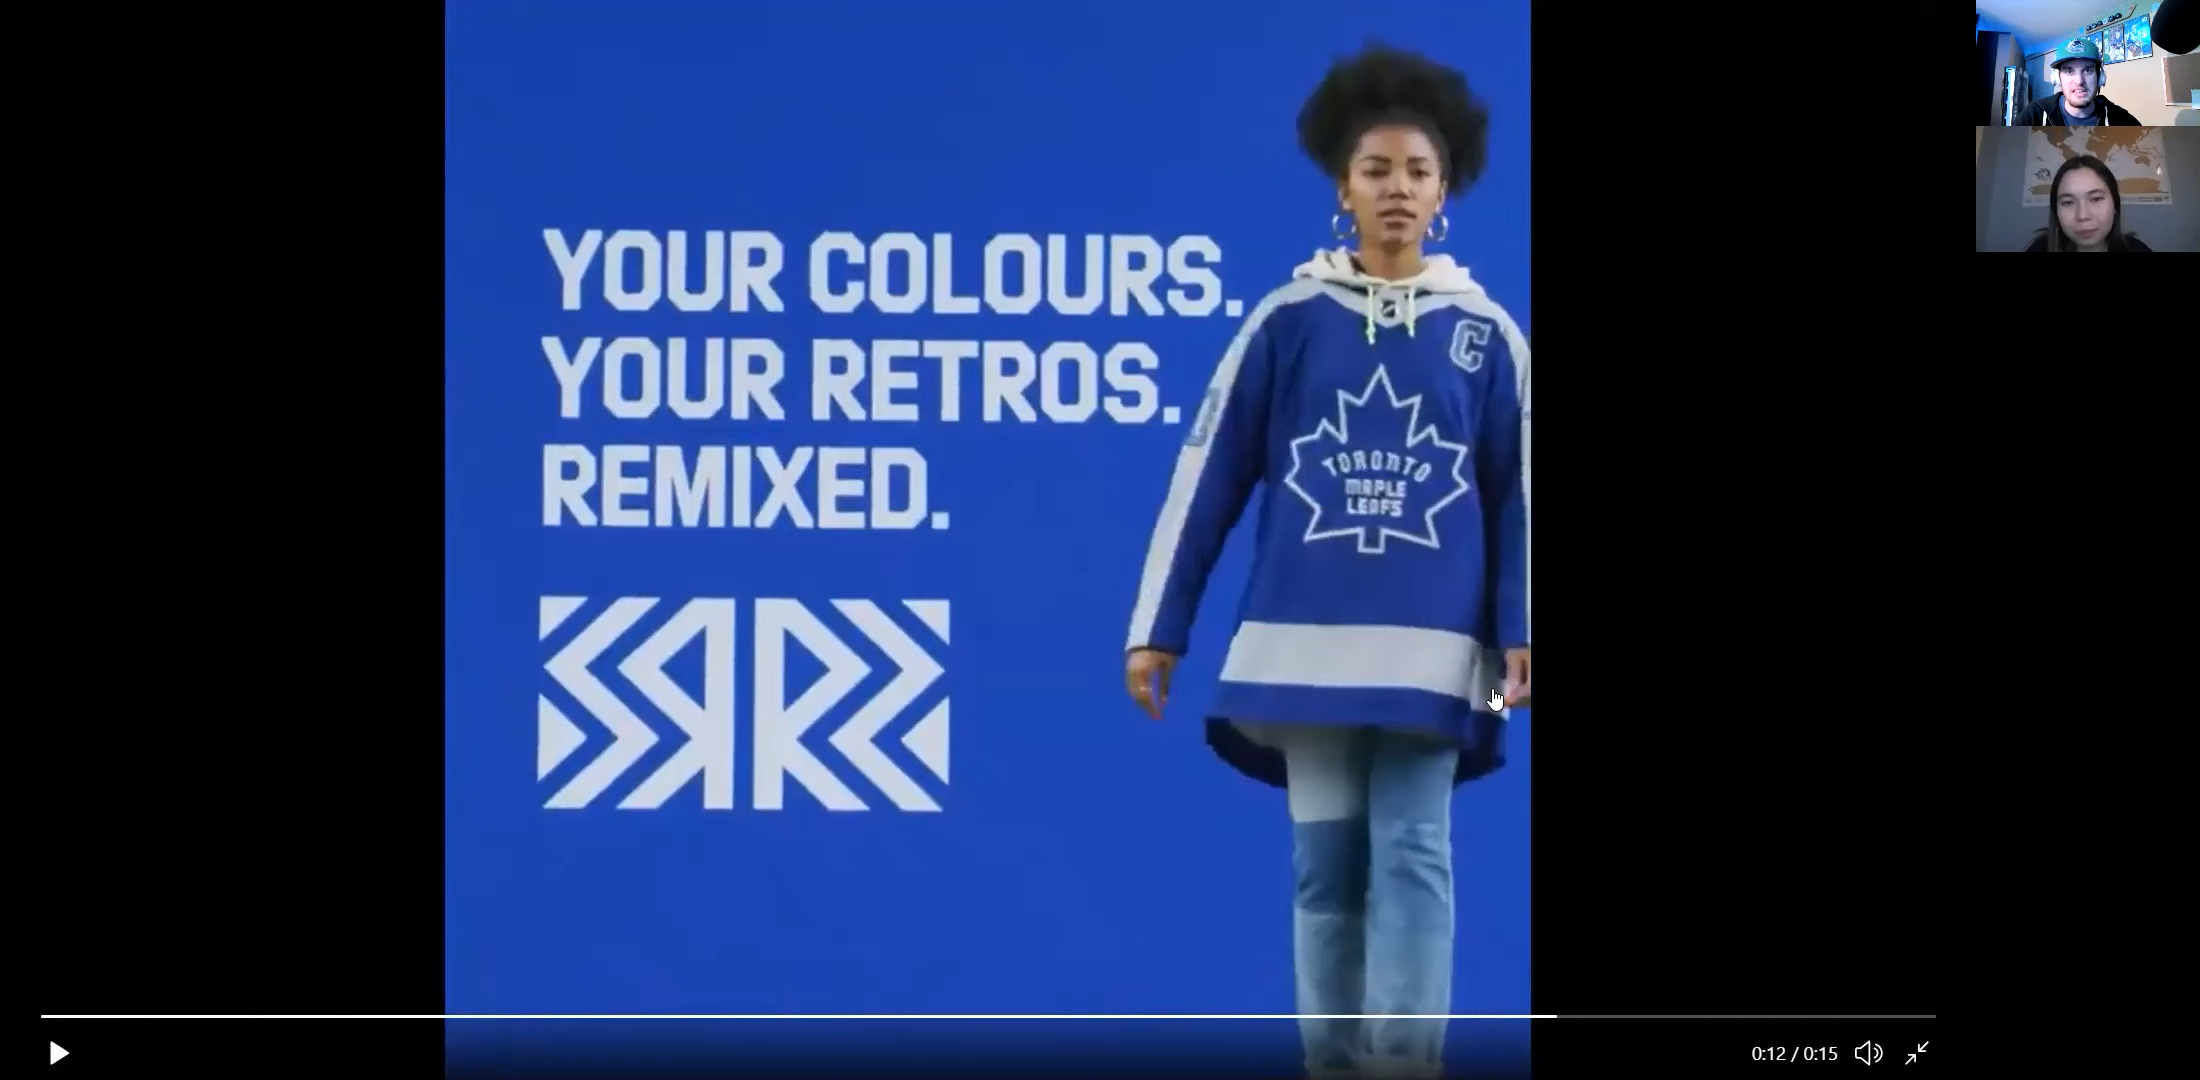 YOUR COLOURS.
YOUR RETROS.
REMIXED.
C
TORONTO
MAPLE
LEAFS
0:12 / 0:15